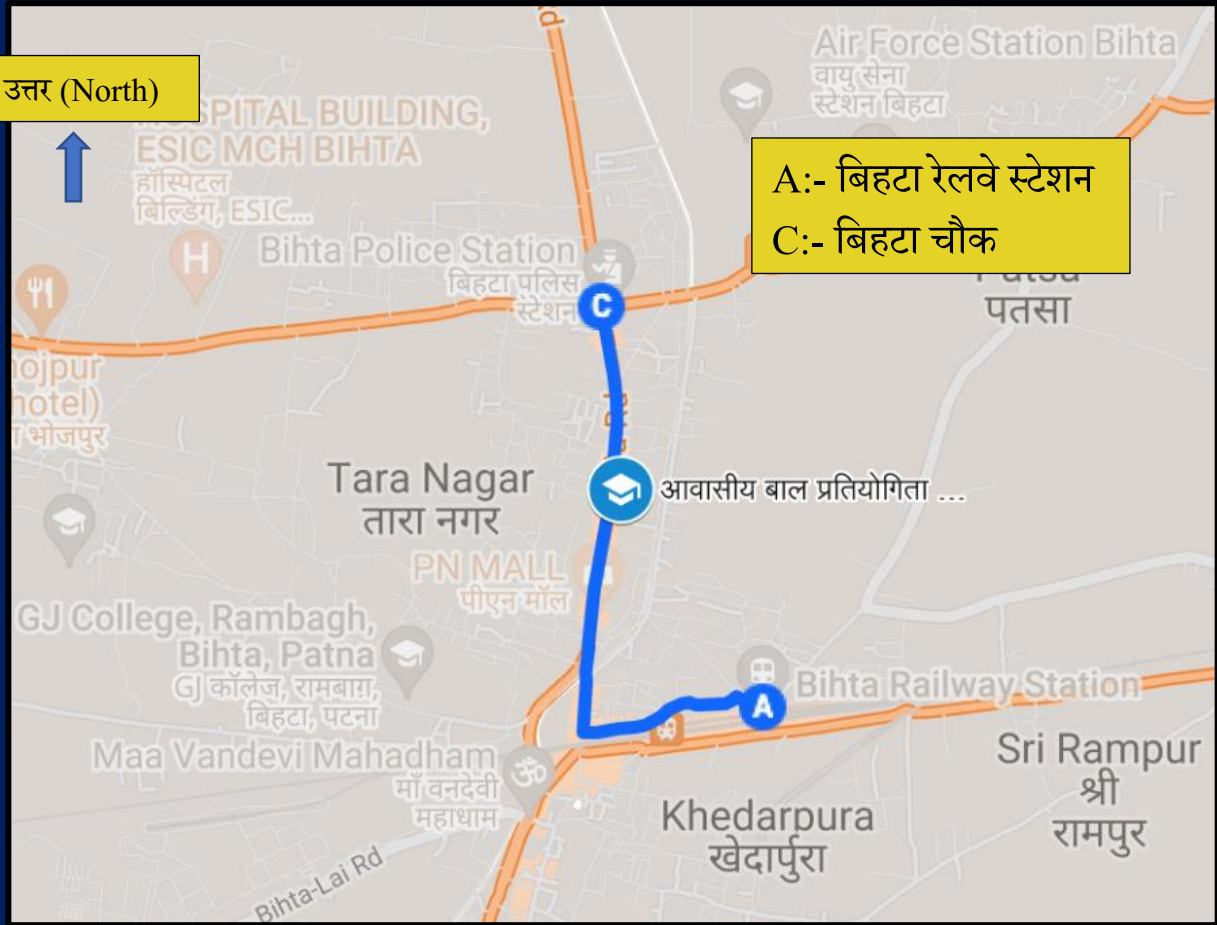 उत्तर (North)
Air Force Station Bihta
वायु सेना
स्टेशन बिहटा
HOSPITAL BUILDING,
ESIC MCH BIHTA
हॉस्पिटल
बिल्डिंग, ESIC...
A:- बिहटा रेलवे स्टेशन
C:- बिहटा चौक
Bihta Police Station
बिहटा पुलिस
स्टेशन
C
पतसा
hojpur
hotel)
भोजपुर
Rd
Tara Nagar
तारा नगर
आवासीय बाल प्रतियोगिता ...
PN MALL
पीएन मॉल
GJ College, Rambagh,
Bihta, Patna
GJ कॉलेज, रामबाग़,
बिहटा, पटना
Bihta Railway Station
A
Maa Vandevi Mahadham
माँ वनदेवी
महाधाम
Sri Rampur
श्री
रामपुर
Khedarpura
खेदार्पुरा
Bihta-Lai Rd